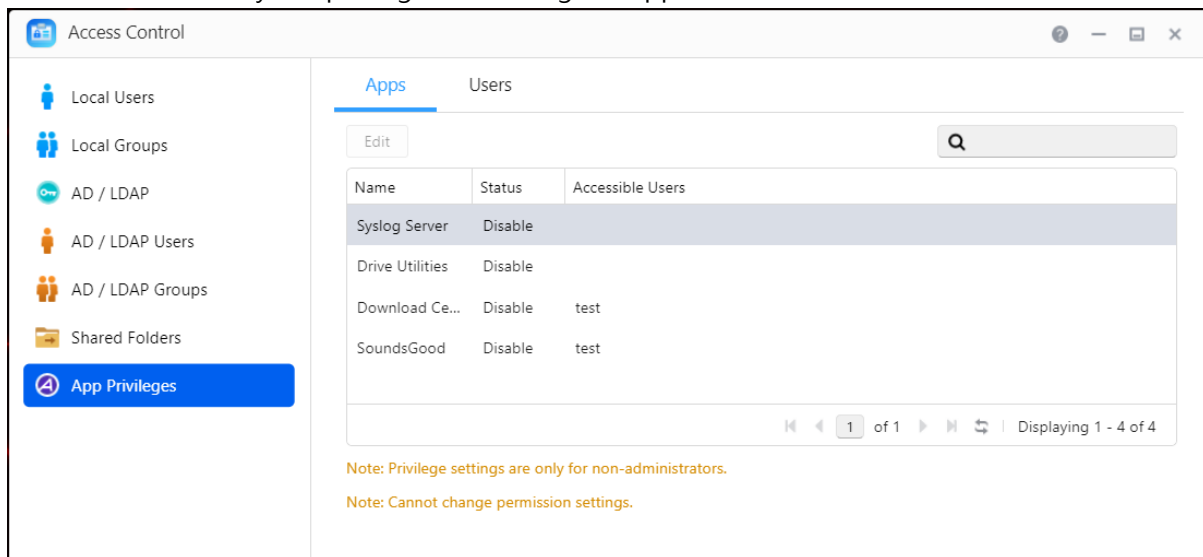 Access Control
Local Users
Local Groups
AD / LDAP
AD / LDAP Users
AD / LDAP Groups
Shared Folders
App Privileges
Apps Users
Edit
Name Status Accessible Users
Syslog Server Disable
Drive Utilities Disable
Download Ce... Disable test
SoundsGood Disable test
1 of 1 Displaying 1 - 4 of 4
Note: Privilege settings are only for non-administrators.
Note: Cannot change permission settings.